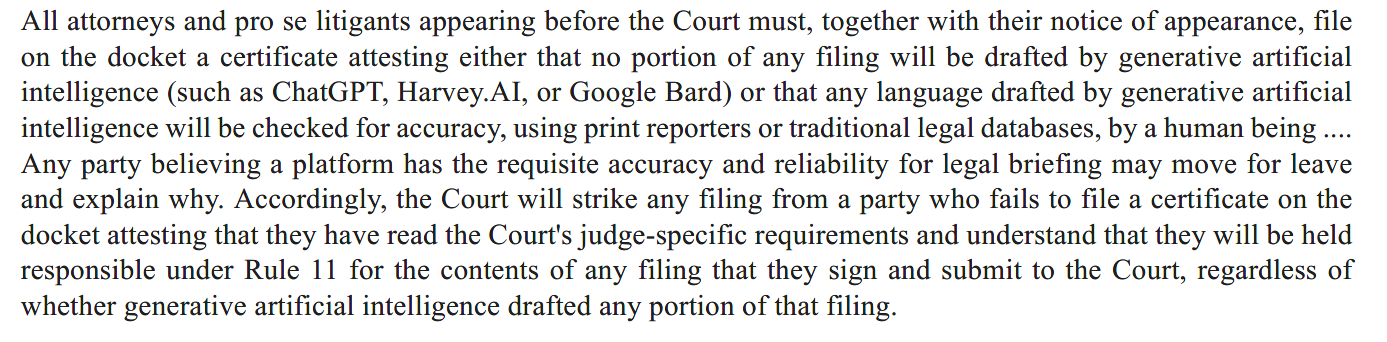 All attorneys and pro se litigants appearing before the Court must, together with their notice of appearance, file
on the docket a certificate attesting either that no portion of any filing will be drafted by generative artificial
intelligence (such as ChatGPT, Harvey.AI, or Google Bard) or that any language drafted by generative artificial
intelligence will be checked for accuracy, using print reporters or traditional legal databases, by a human being ....
Any party believing a platform has the requisite accuracy and reliability for legal briefing may move for leave
and explain why. Accordingly, the Court will strike any filing from a party who fails to file a certificate on the
docket attesting that they have read the Court's judge-specific requirements and understand that they will be held
responsible under Rule 11 for the contents of any filing that they sign and submit to the Court, regardless of
whether generative artificial intelligence drafted any portion of that filing.